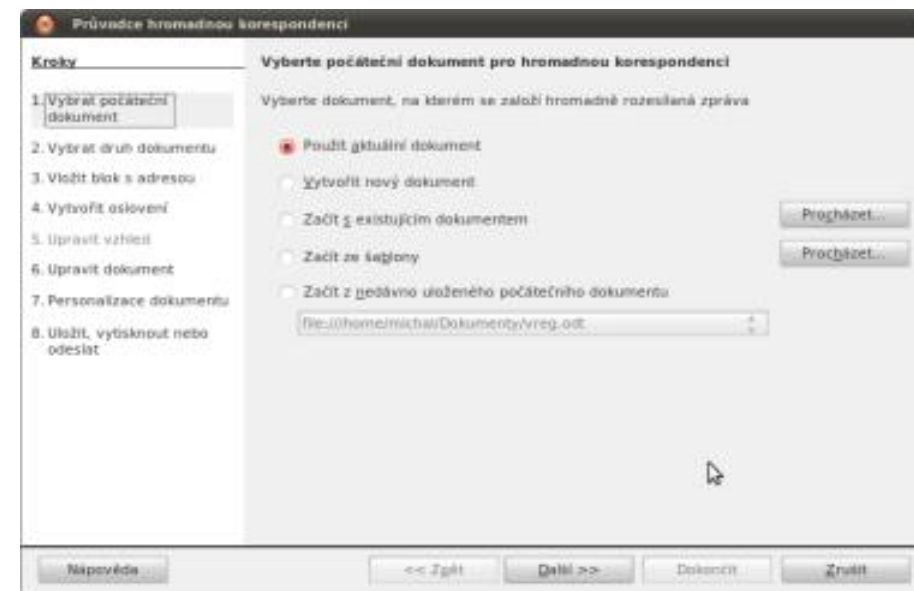 Průvodce hromadnou korespondencí
Kroky
1. Vybrat počáteční
dokument
2. Vybrat druh dokumentu
3. Vložit blok s adresou
4. Vytvořit oslovení
5. Upravit vzhled
6. Upravit dokument
7. Personalizace dokumentu
8. Uložit, vytisknout nebo
odeslat
Vyberte počáteční dokument pro hromadnou korespondenci
Vyberte dokument, na kterém se založí hromadně rozesílaná zpráva
Použít aktuální dokument
Vytvořit nový dokument
Začít s existujícím dokumentem
Procházet...
Začít ze šablony
Procházet...
Začít z nedávno uloženého počátečního dokumentu
file:///home/michal/Dokumenty/vreg.odt
Nápověda
<< Zpět
Další >>
Dokončit
Zrušit